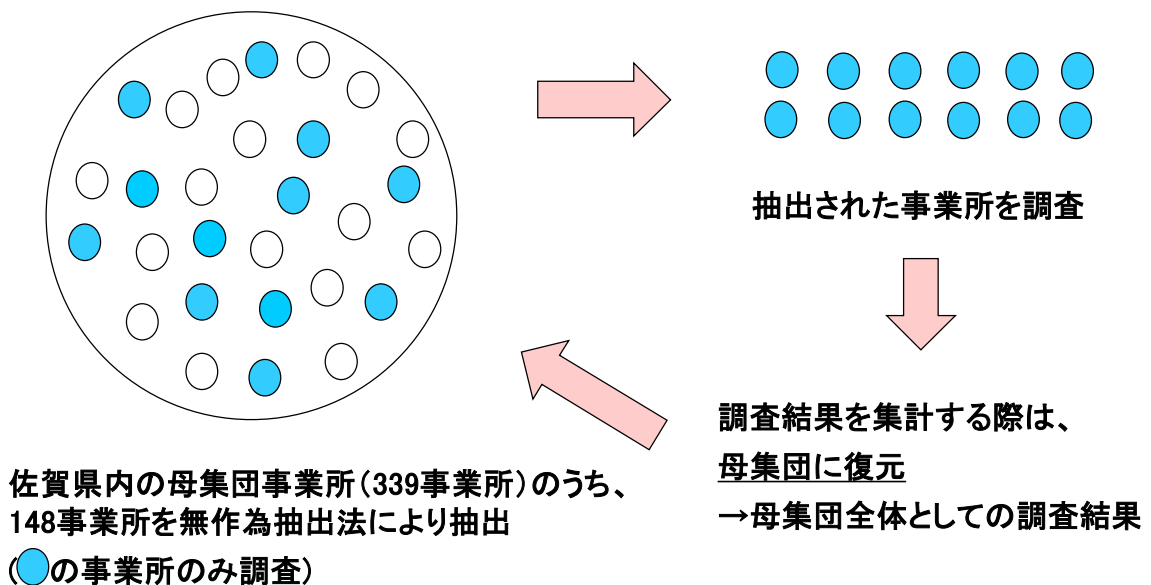 抽出された事業所を調査
調査結果を集計する際は、
母集団に復元
→母集団全体としての調査結果
佐賀県内の母集団事業所(339事業所)のうち、
148事業所を無作為抽出法により抽出
(の事業所のみ調査)